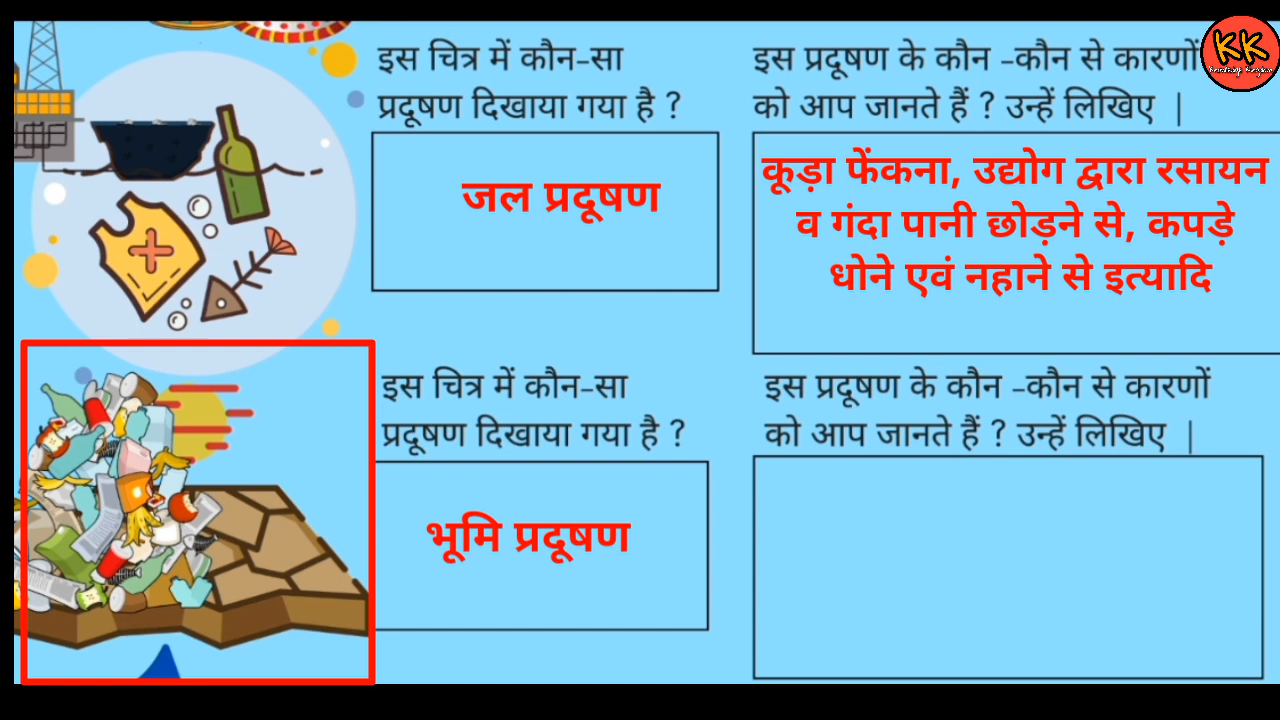 इस चित्र में कौन-सा
प्रदूषण दिखाया गया है ?
जल प्रदूषण
इस प्रदूषण के कौन -कौन से कारणों
को आप जानते हैं ? उन्हें लिखिए |
कूड़ा फेंकना, उद्योग द्वारा रसायन
व गंदा पानी छोड़ने से, कपड़े
धोने एवं नहाने से इत्यादि
KK
इस चित्र में कौन-सा
प्रदूषण दिखाया गया है ?
भूमि प्रदूषण
इस प्रदूषण के कौन -कौन से कारणों
को आप जानते हैं ? उन्हें लिखिए |